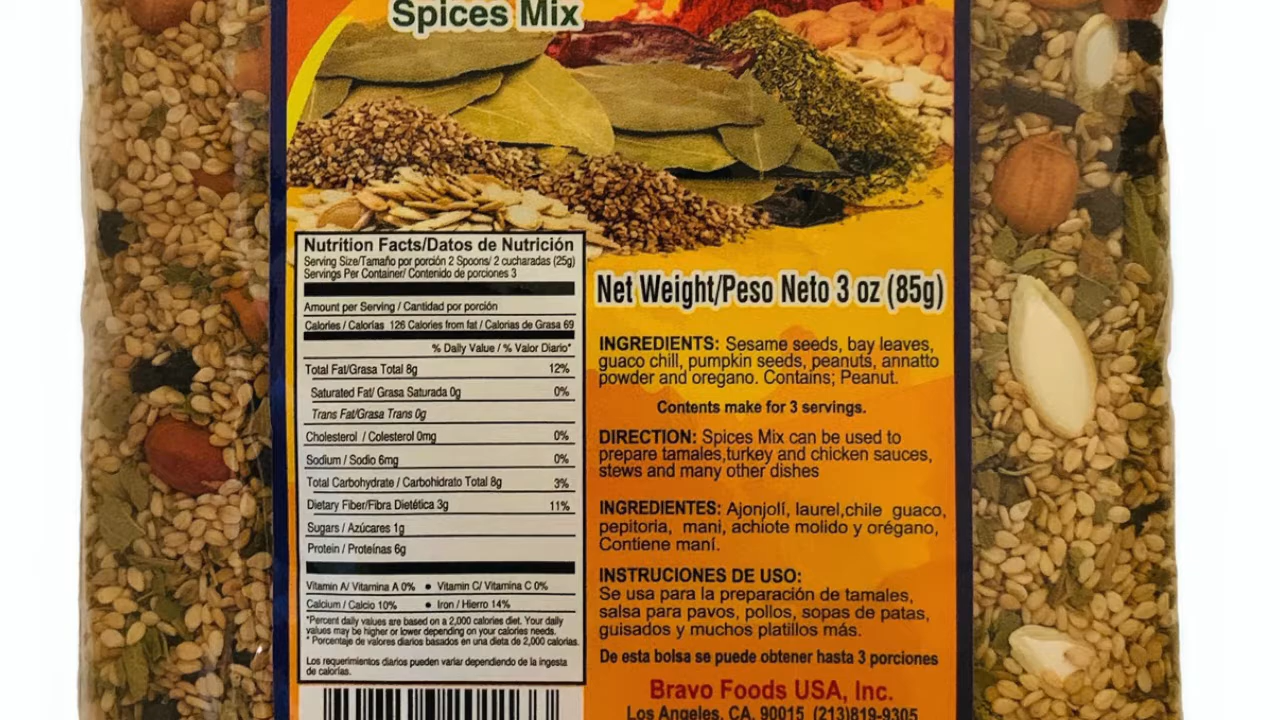 Spices Mix
Nutrition Facts/Datos de Nutrición
Serving Size/Tamaño por porción 2 Spoons/ 2 cucharadas (25g)
Servings Per Container/ Contenido de porciones 3
Amount per Serving / Cantidad por porción
Calories / Calorías 126 Calories from fat / Calorias de Grasa 69
% Daily Value / % Valor Diario*
Total Fat/Grasa Total 8g 12%
Saturated Fat/ Grasa Saturada 0g 0%
Trans Fat/Grasa Trans 0g
Cholesterol / Colesterol 0mg 0%
Sodium / Sodio 6mg 0%
Total Carbohydrate / Carbohidrato Total 8g 3%
Dietary Fiber/Fibra Dietética 3g 11%
Sugars / Azúcares 1g
Protein / Proteínas 6g
Vitamin A/ Vitamina A 0% • Vitamin C/ Vitamina C 0%
Calcium / Calcio 10% • Iron / Hierro 14%
*Percent daily values are based on a 2,000 calories diet. Your daily
values may be higher or lower depending on your calories needs.
* Porcentaje de valores diarios basados en una dieta de 2,000 calorias.
Los requerimientos diarios pueden variar dependiendo de la ingesta
de calorías.
Net Weight/Peso Neto 3 oz (85g)
INGREDIENTS: Sesame seeds, bay leaves,
guaco chill, pumpkin seeds, peanuts, annatto
powder and oregano. Contains; Peanut.
Contents make for 3 servings.
DIRECTION: Spices Mix can be used to
prepare tamales,turkey and chicken sauces,
stews and many other dishes
INGREDIENTES: Ajonjolí, laurel,chile guaco,
pepitoria, mani, achiote molido y orégano,
Contiene maní.
INSTRUCIONES DE USO:
Se usa para la preparación de tamales,
salsa para pavos, pollos, sopas de patas,
guisados y muchos platillos más.
De esta bolsa se puede obtener hasta 3 porciones
Bravo Foods USA, Inc.
Los Angeles, CA. 90015 (213)819-9305